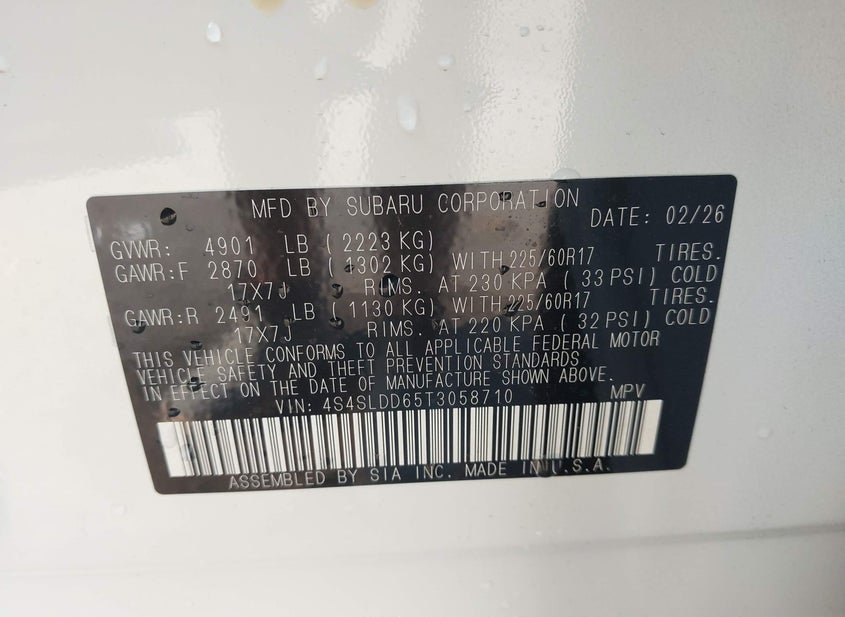 MFD BY SUBARU CORPORATION DATE: 02/26
GVWR: 4901 LB ( 2223 KG)
GAWR:F 2870 LB ( 1302 KG) WITH 225/60R17 TIRES.
17X7J RIMS. AT 230 KPA ( 33 PSI) COLD
GAWR:R 2491 LB ( 1130 KG) WITH 225/60R17 TIRES.
17X7J RIMS. AT 220 KPA ( 32 PSI) COLD
THIS VEHICLE CONFORMS TO ALL APPLICABLE FEDERAL MOTOR
VEHICLE SAFETY AND THEFT PREVENTION STANDARDS
IN EFFECT ON THE DATE OF MANUFACTURE SHOWN ABOVE.
VIN: 4S4SLDD65T3058710 MPV
ASSEMBLED BY SIA INC. MADE IN U.S.A.